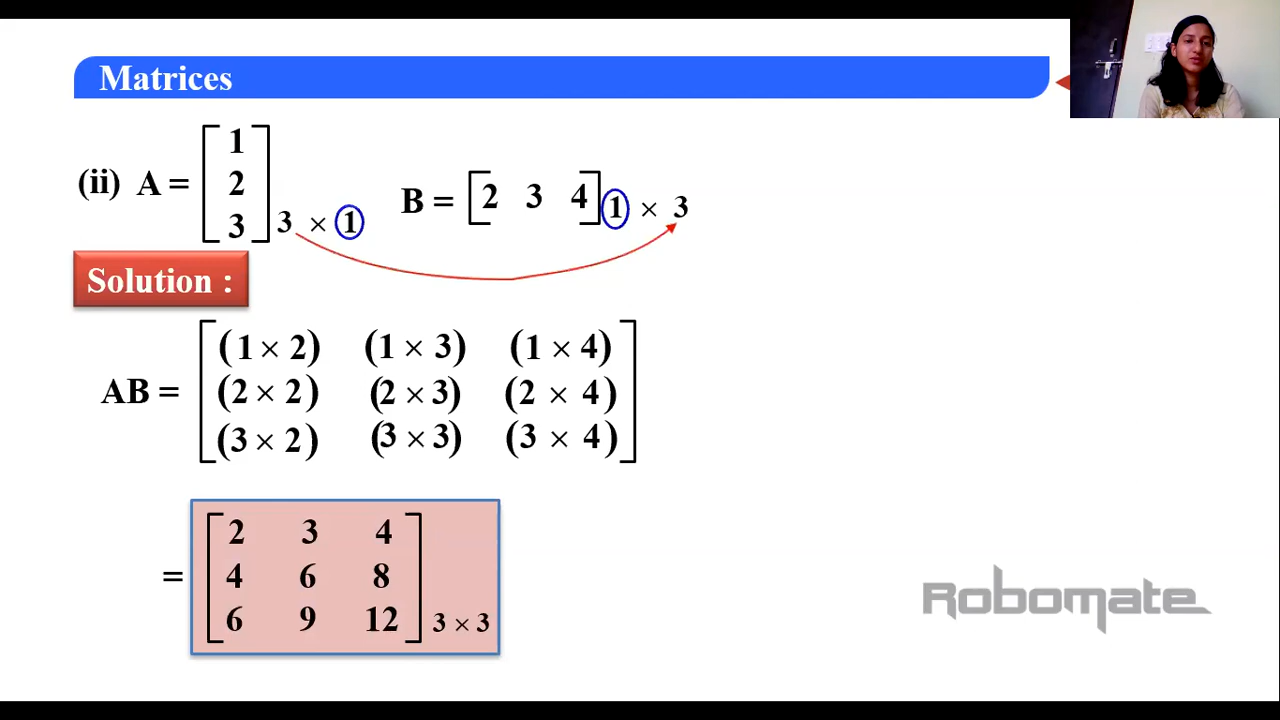 Matrices
(ii) A = [1 2 3] 3 × 1 B = [2 3 4] 1 × 3
Solution :
AB = [(1 × 2) (1 × 3) (1 × 4)
(2 × 2) (2 × 3) (2 × 4)
(3 × 2) (3 × 3) (3 × 4)]
= [2 3 4
4 6 8
6 9 12] 3 × 3
Robomate